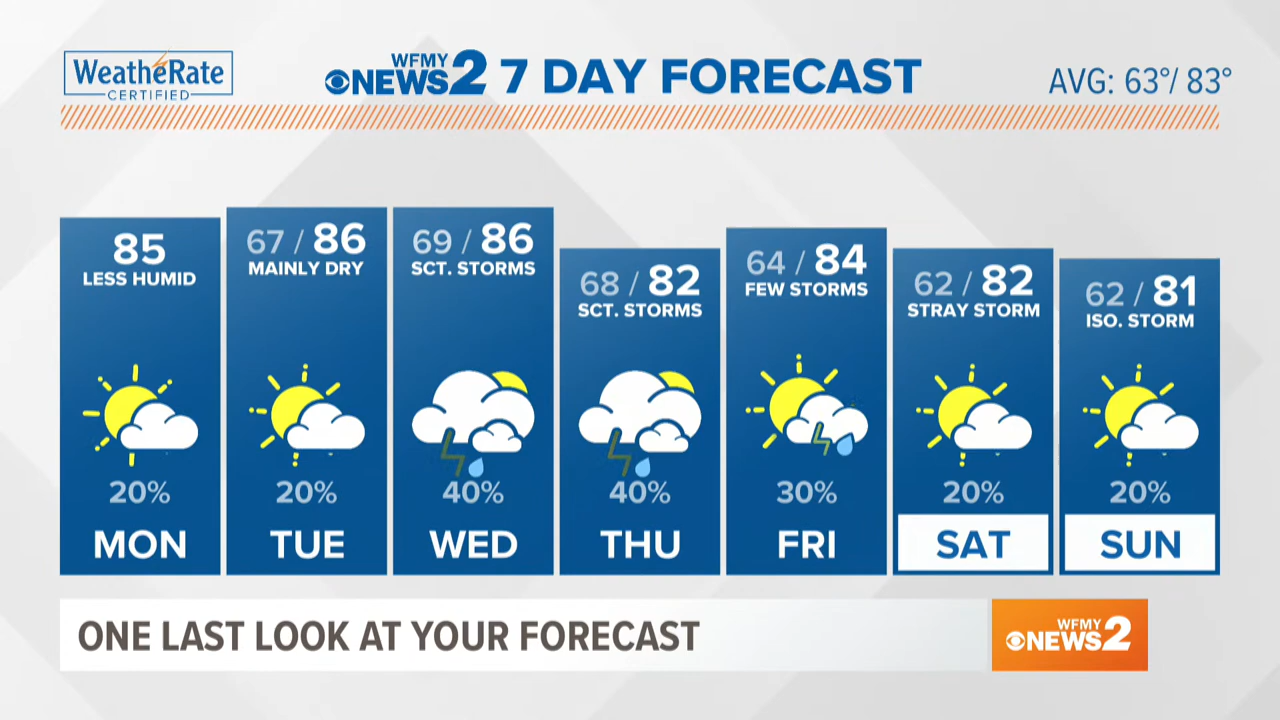 WeatheRate
CERTIFIED
WFMY
NEWS 2 7 DAY FORECAST
AVG: 63°/ 83°
85
LESS HUMID
20%
MON
67 / 86
MAINLY DRY
20%
TUE
69 / 86
SCT. STORMS
40%
WED
68 / 82
SCT. STORMS
40%
THU
64 / 84
FEW STORMS
30%
FRI
62 / 82
STRAY STORM
20%
SAT
62 / 81
ISO. STORM
20%
SUN
ONE LAST LOOK AT YOUR FORECAST
WFMY
NEWS 2